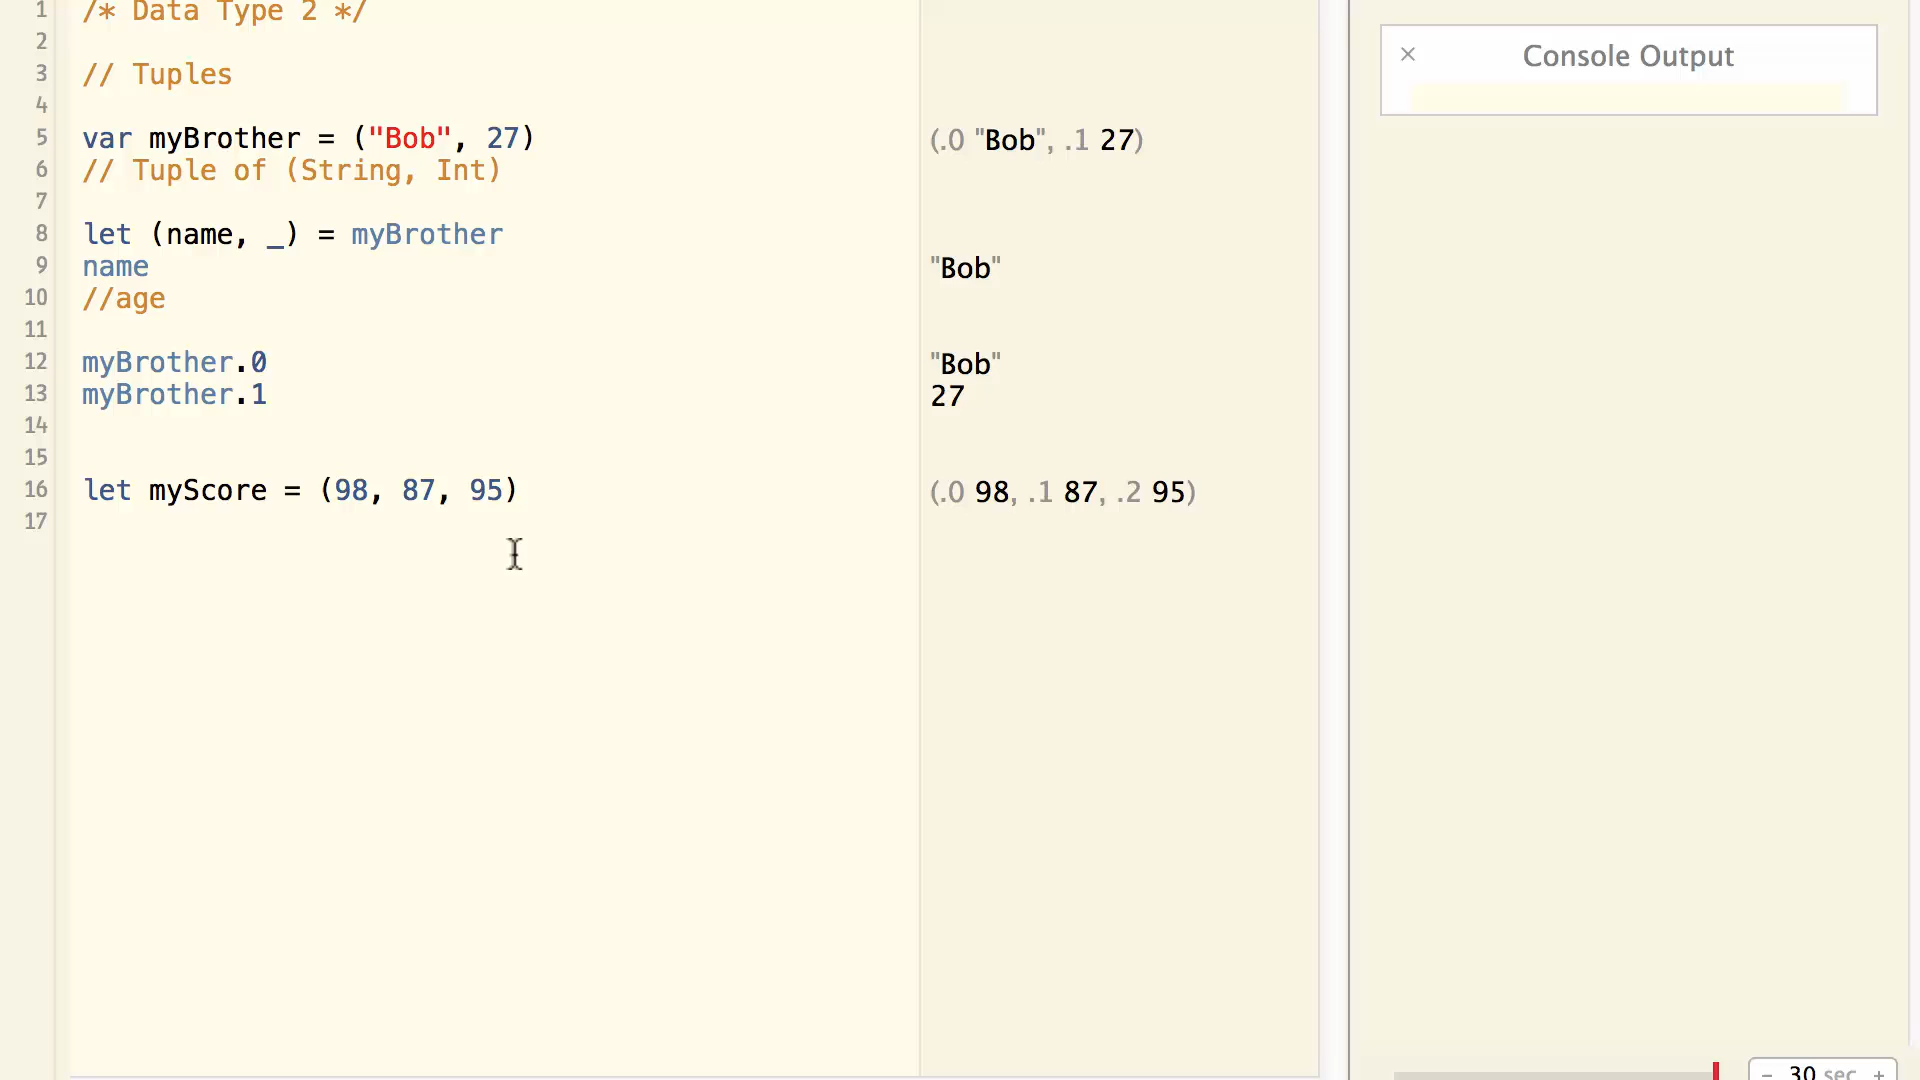 1 /* Data Type 2 */
2
3 // Tuples
4
5 var myBrother = ("Bob", 27) (.0 "Bob", .1 27)
6 // Tuple of (String, Int)
7
8 let (name, _) = myBrother
9 name "Bob"
10 //age
11
12 myBrother.0 "Bob"
13 myBrother.1 27
14
15
16 let myScore = (98, 87, 95) (.0 98, .1 87, .2 95)
17
× Console Output
− 30 sec +